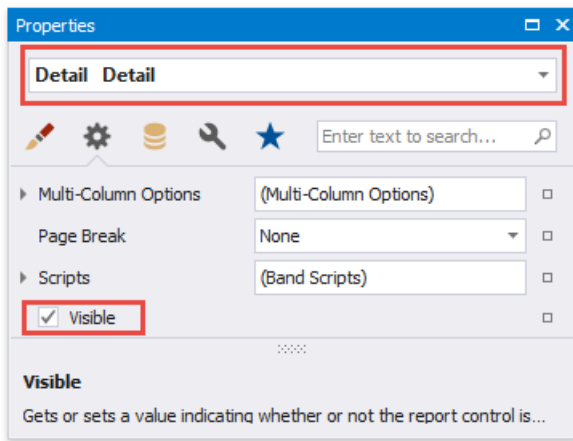 Properties
Detail Detail
Enter text to search...
Multi-Column Options (Multi-Column Options)
Page Break None
Scripts (Band Scripts)
Visible
Visible
Gets or sets a value indicating whether or not the report control is...